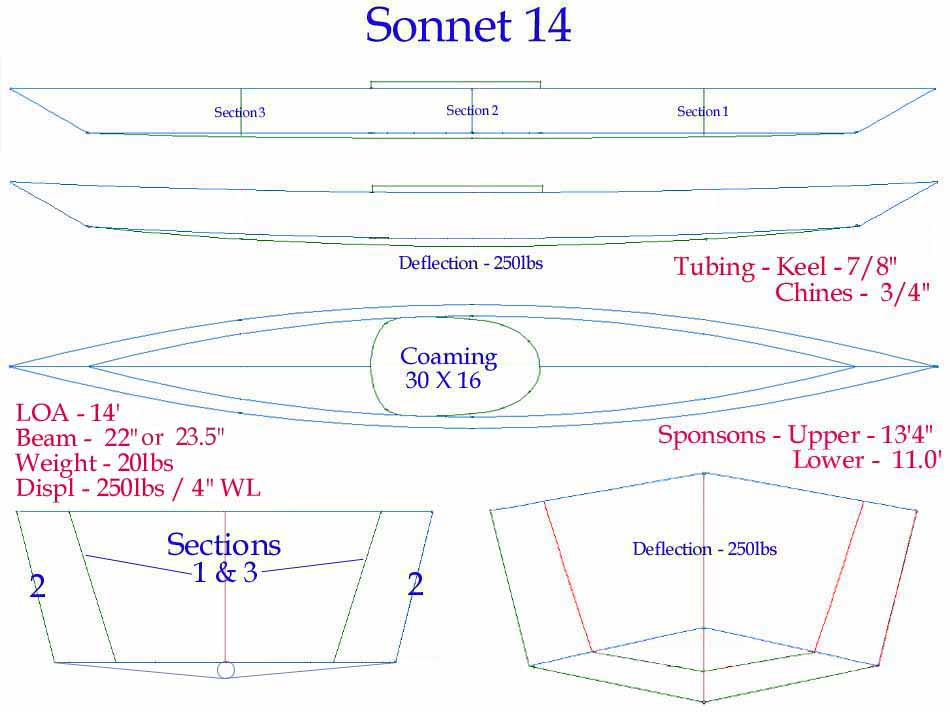 Sonnet 14
Section 3
Section 2
Section 1
Deflection - 250lbs
Tubing - Keel - 7/8"
Chines - 3/4"
Coaming
30 X 16
LOA - 14'
Beam - 22" or 23.5"
Weight - 20lbs
Displ - 250lbs / 4" WL
Sponsons - Upper - 13'4"
Lower - 11.0'
Sections
1 & 3
2
2
Deflection - 250lbs